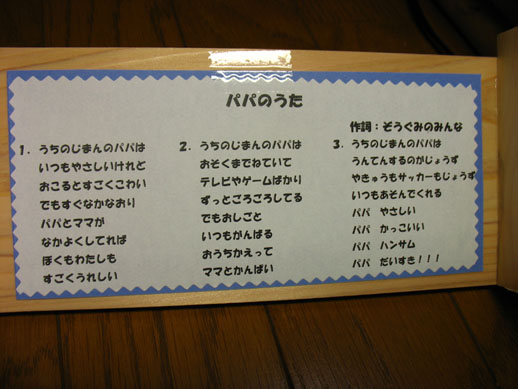 パパのうた
作詞：ぞうぐみのみんな
1. うちのじまんのパパは
いつもやさしいけれど
おこるとすごくこわい
でもすぐなかなおり
パパとママが
なかよくしてれば
ぼくもわたしも
すごくうれしい
2. うちのじまんのパパは
おそくまでねていて
テレビやゲームばかり
ずっとごろごろしてる
でもおしごと
いつもがんばる
おうちかえって
ママとかんぱい
3. うちのじまんのパパは
うんてんするのがじょうず
やきゅうもサッカーもじょうず
いつもあそんでくれる
パパ やさしい
パパ かっこいい
パパ ハンサム
パパ だいすき！！！